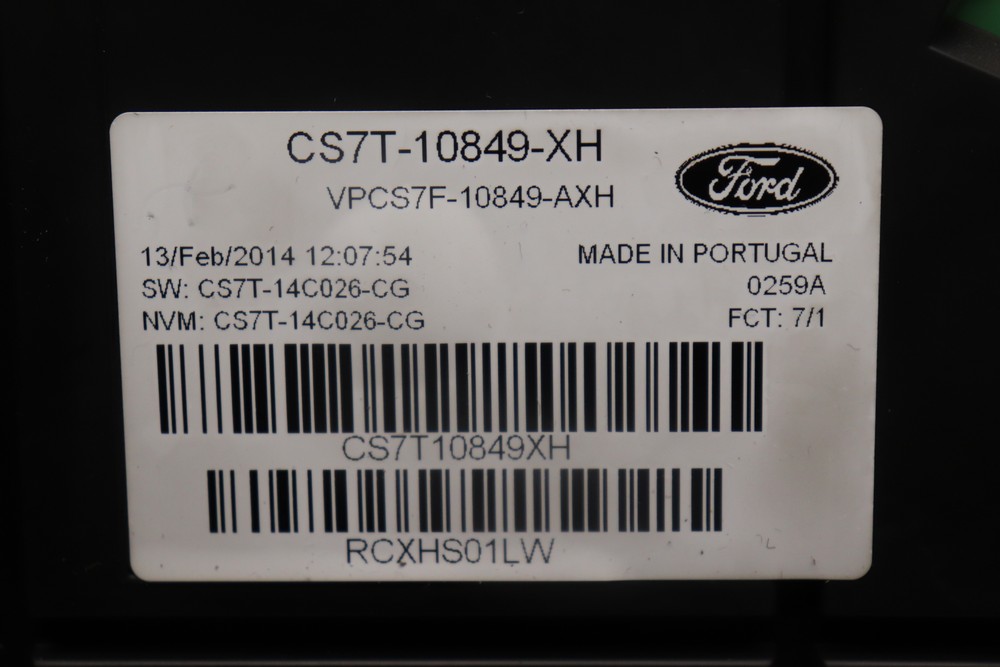 CS7T-10849-XH
VPCS7F-10849-AXH
Ford
13/Feb/2014 12:07:54
MADE IN PORTUGAL
SW: CS7T-14C026-CG
0259A
NVM: CS7T-14C026-CG
FCT: 7/1
CS7T10849XH
RCXHS01LW